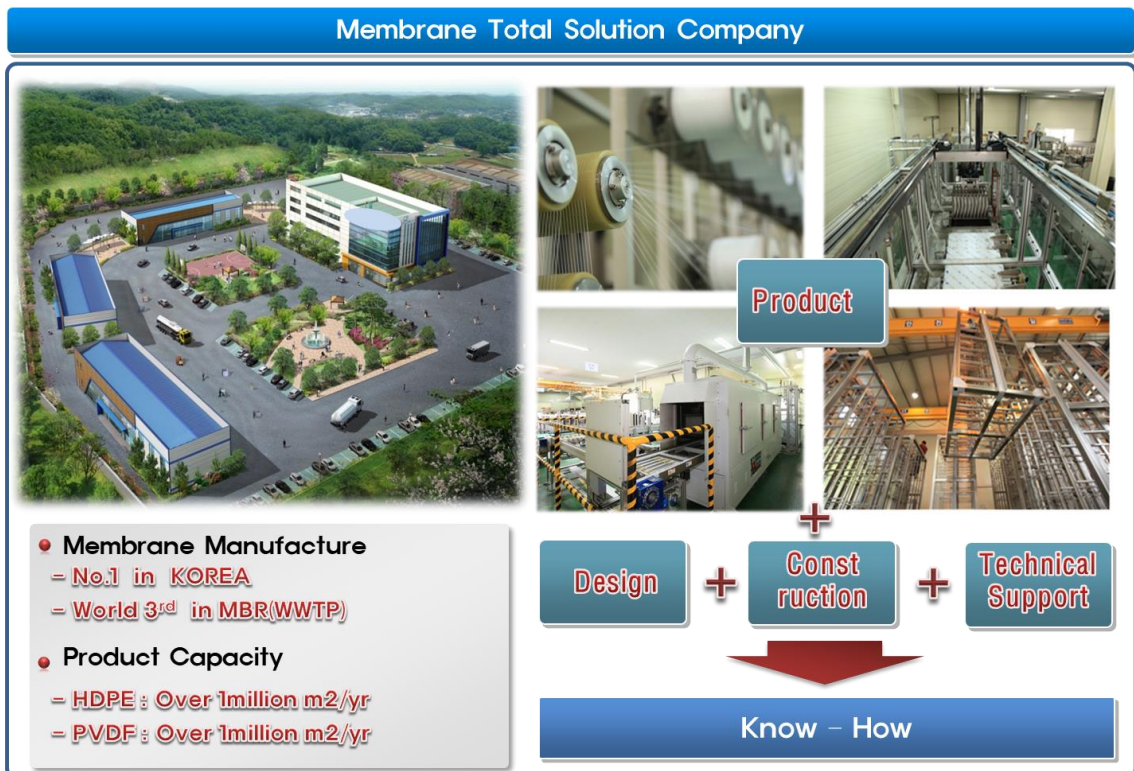 Membrane Total Solution Company
Product
Membrane Manufacture
- No.1 in KOREA
- World 3rd in MBR(WWTP)
Product Capacity
- HDPE : Over 1million m2/yr
- PVDF : Over 1million m2/yr
+
Design
+
Const
ruction
+
Technical
Support
Know - How